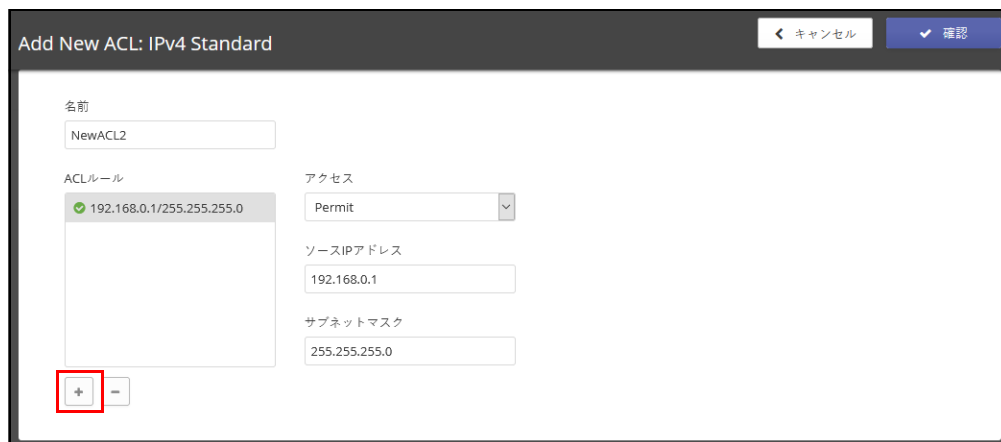 Add New ACL: IPv4 Standard
キャンセル
確認
名前
NewACL2
ACLルール
192.168.0.1/255.255.255.0
アクセス
Permit
ソースIPアドレス
192.168.0.1
サブネットマスク
255.255.255.0